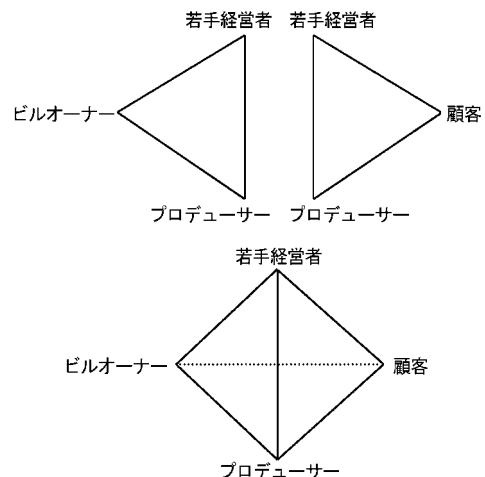 若手経営者 若手経営者
ビルオーナー 顧客
プロデューサー プロデューサー
若手経営者
ビルオーナー 顧客
プロデューサー